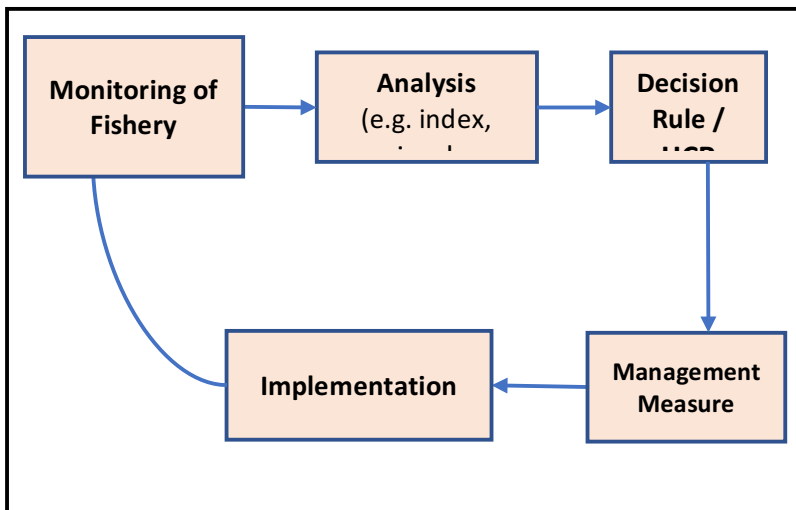 Monitoring of
Fishery
Analysis
(e.g. index,
Decision
Rule /
Management
Measure
Implementation